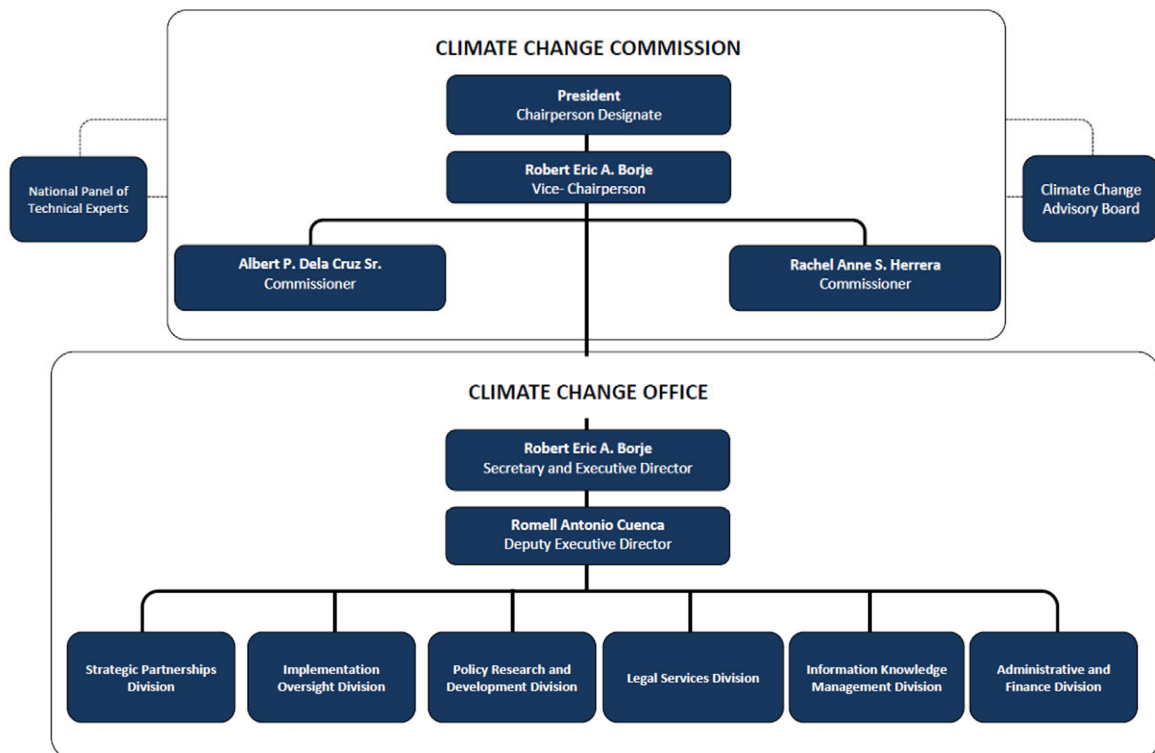 CLIMATE CHANGE COMMISSION
President
Chairperson Designate
Robert Eric A. Borje
Vice- Chairperson
National Panel of
Technical Experts
Climate Change
Advisory Board
Albert P. Dela Cruz Sr.
Commissioner
Rachel Anne S. Herrera
Commissioner
CLIMATE CHANGE OFFICE
Robert Eric A. Borje
Secretary and Executive Director
Romell Antonio Cuenca
Deputy Executive Director
Strategic Partnerships
Division
Implementation
Oversight Division
Policy Research and
Development Division
Legal Services Division
Information Knowledge
Management Division
Administrative and
Finance Division